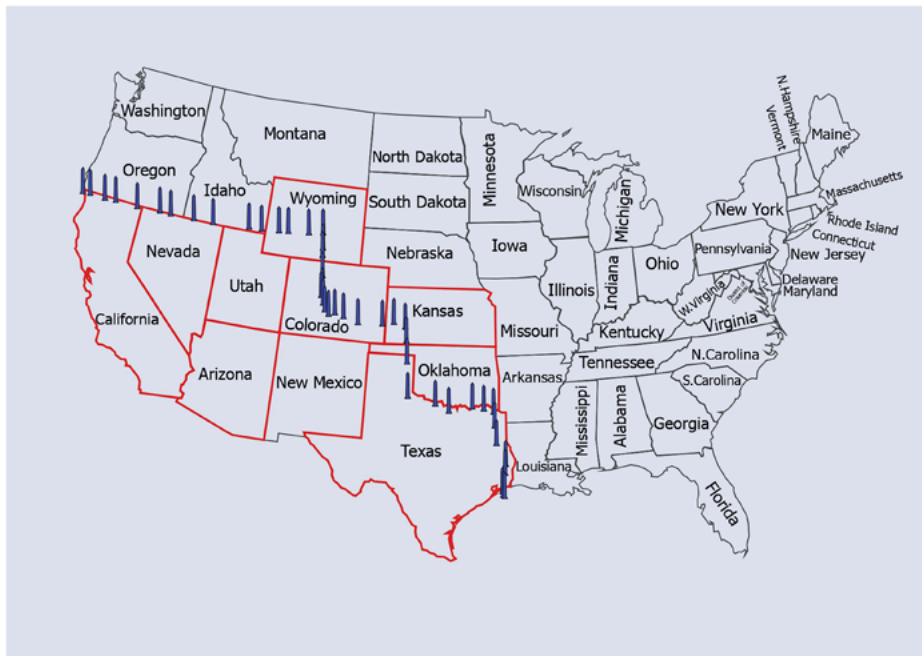 Washington
Montana
North Dakota
Minnesota
Maine
N.Hampshire
Vermont
Massachusetts
Oregon
Idaho
Wyoming
South Dakota
Wisconsin
Michigan
New York
Rhode Island
Connecticut
Nevada
Utah
Nebraska
Iowa
Illinois
Indiana
Ohio
Pennsylvania
New Jersey
Delaware
Maryland
W.Virginia
Virginia
California
Colorado
Kansas
Missouri
Kentucky
Arizona
New Mexico
Oklahoma
Arkansas
Tennessee
N.Carolina
S.Carolina
Texas
Louisiana
Mississippi
Alabama
Georgia
Florida